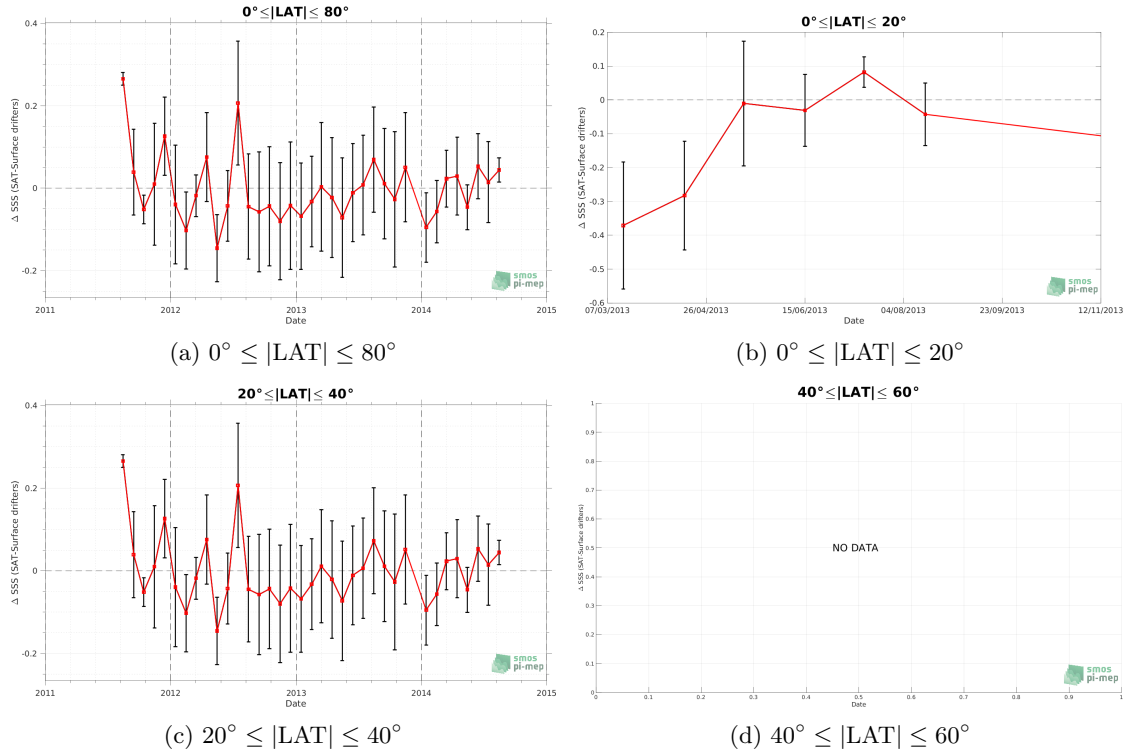 0°≤|LAT|≤ 80°
Δ SSS (SAT-Surface drifters)
0.4
0.2
0
-0.2
2011
2012
2013
2014
2015
Date
smos
pi-mep
(a) 0° ≤ |LAT| ≤ 80°
0°≤|LAT|≤ 20°
Δ SSS (SAT-Surface drifters)
0.2
0.1
0
-0.1
-0.2
-0.3
-0.4
-0.5
-0.6
07/03/2013
26/04/2013
15/06/2013
04/08/2013
23/09/2013
12/11/2013
Date
smos
pi-mep
(b) 0° ≤ |LAT| ≤ 20°
20°≤|LAT|≤ 40°
Δ SSS (SAT-Surface drifters)
0.4
0.2
0
-0.2
2011
2012
2013
2014
2015
Date
smos
pi-mep
(c) 20° ≤ |LAT| ≤ 40°
40°≤|LAT|≤ 60°
Δ SSS (SAT-Surface drifters)
1
0.9
0.8
0.7
0.6
0.5
0.4
0.3
0.2
0.1
0
NO DATA
0
0.1
0.2
0.3
0.4
0.5
0.6
0.7
0.8
0.9
1
Date
smos
pi-mep
(d) 40° ≤ |LAT| ≤ 60°